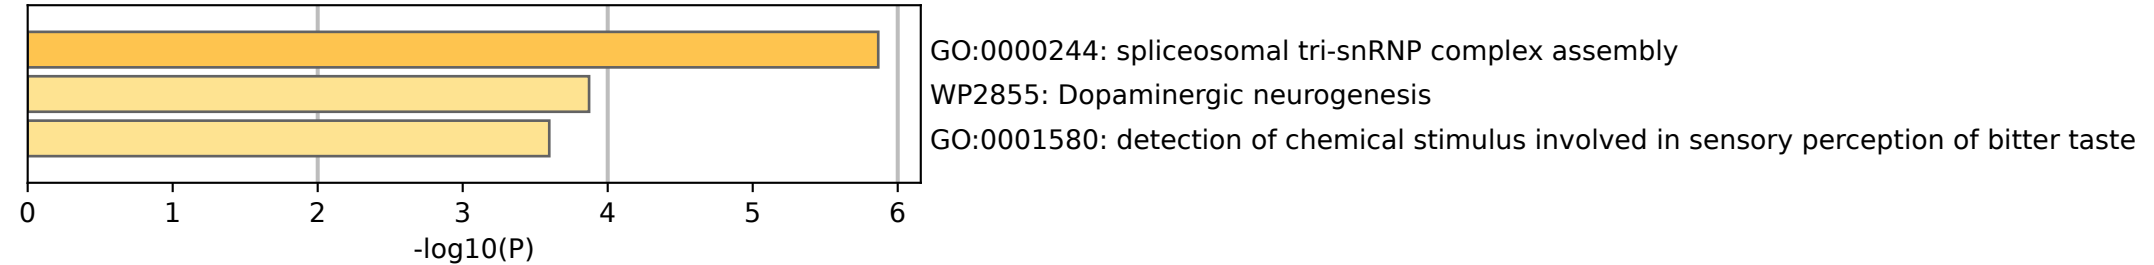 GO:0000244: spliceosomal tri-snRNP complex assembly
WP2855: Dopaminergic neurogenesis
GO:0001580: detection of chemical stimulus involved in sensory perception of bitter taste
0 1 2 3 4 5 6
-log10(P)